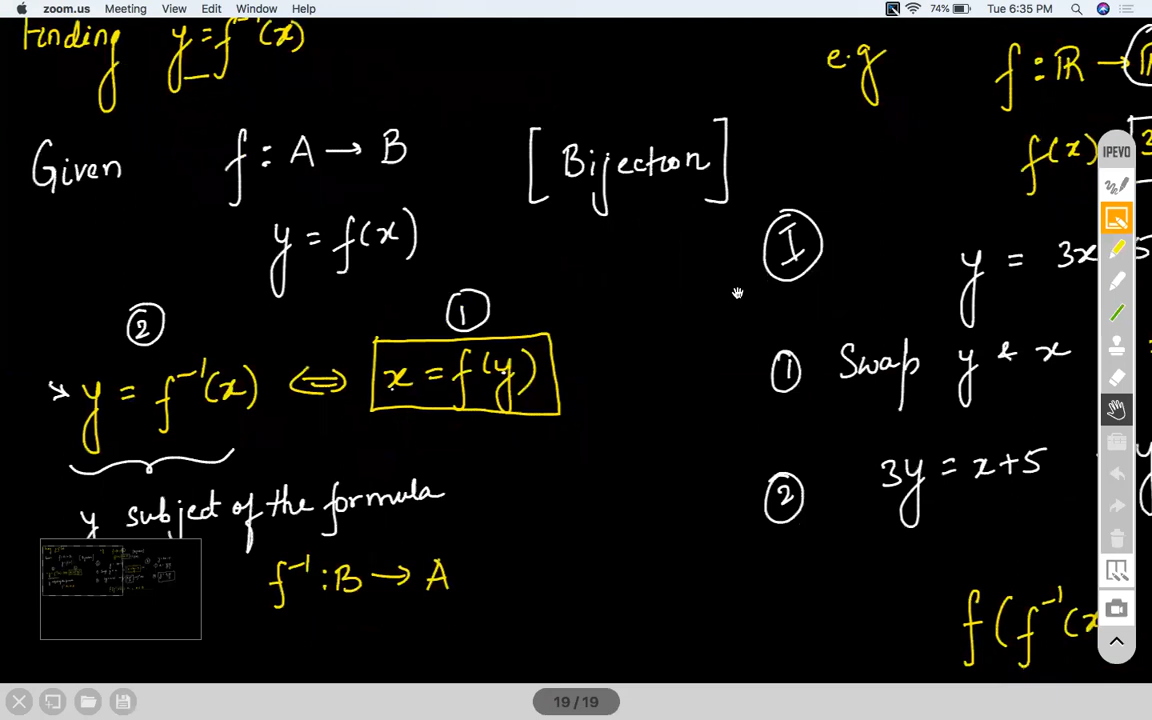 zoom.us Meeting View Edit Window Help 74% Tue 6:35 PM
Finding y = f⁻¹(x)
Given f : A → B [Bijection]
y = f(x)
② ①
y = f⁻¹(x) ⇔ x = f(y)
y subject of the formula
f⁻¹ : B → A
e.g f : ℝ →
f(x)
I
y = 3x
① Swap y & x
② 3y = x + 5
f(f⁻¹(x
IPEVO
19 / 19